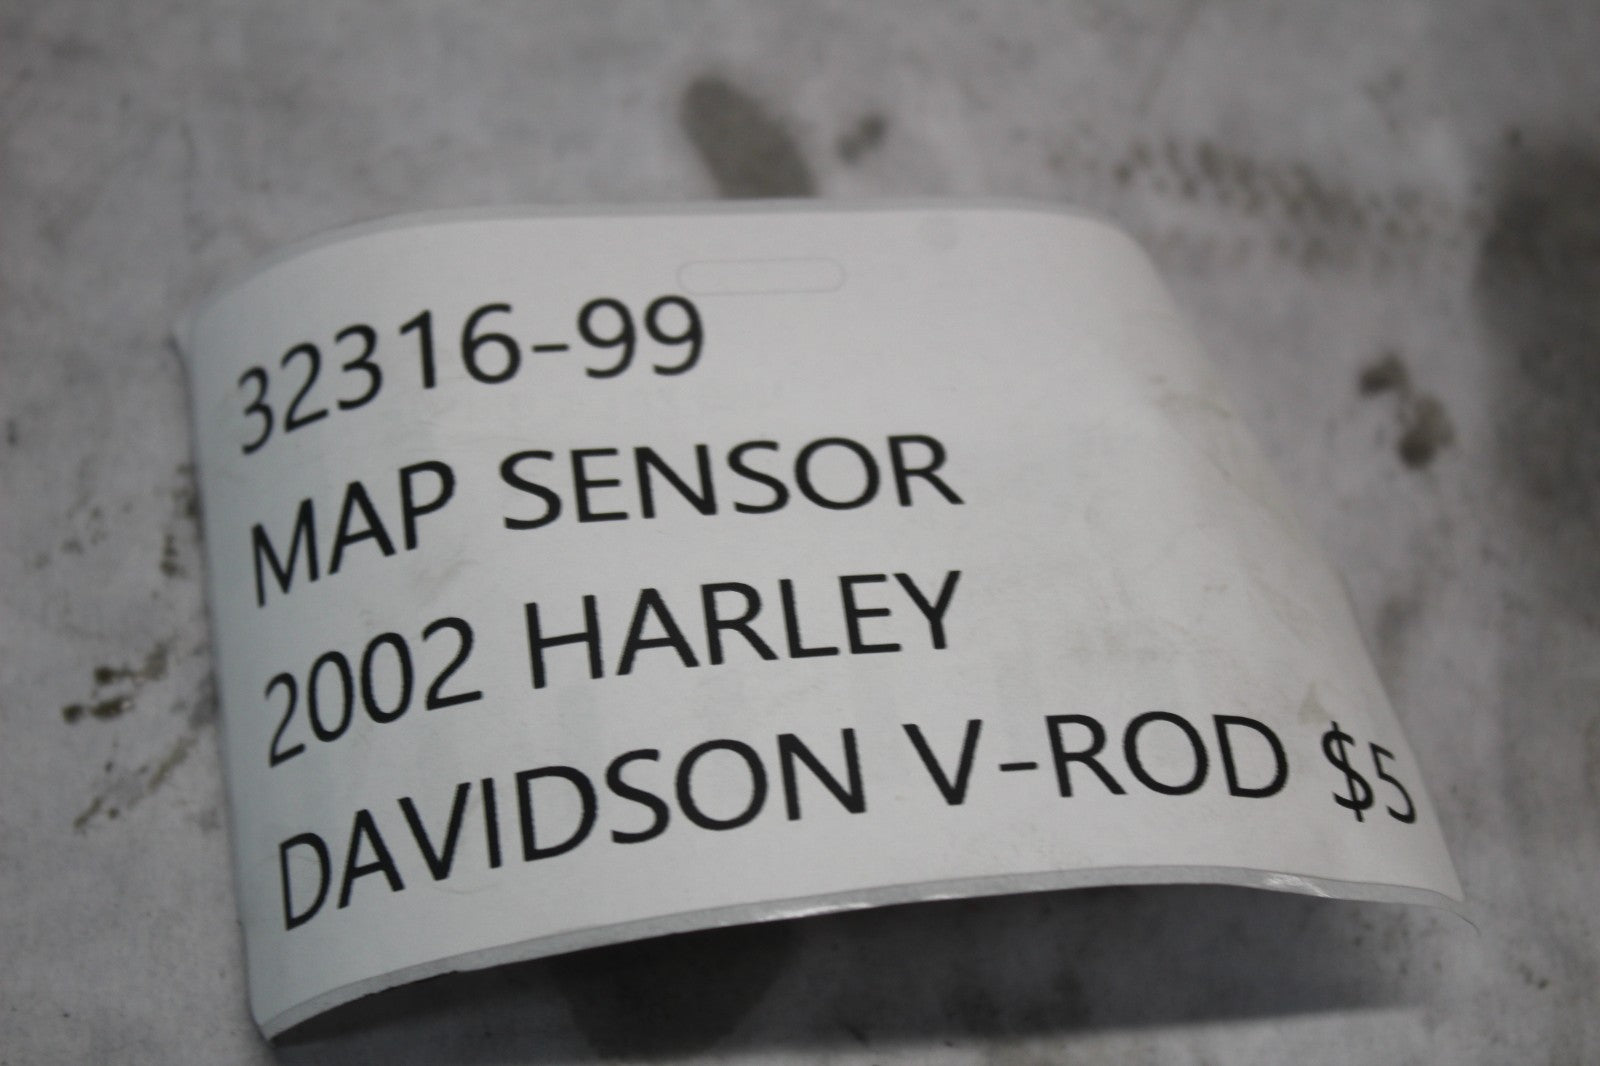 32316-99
MAP SENSOR
2002 HARLEY
DAVIDSON V-ROD $5